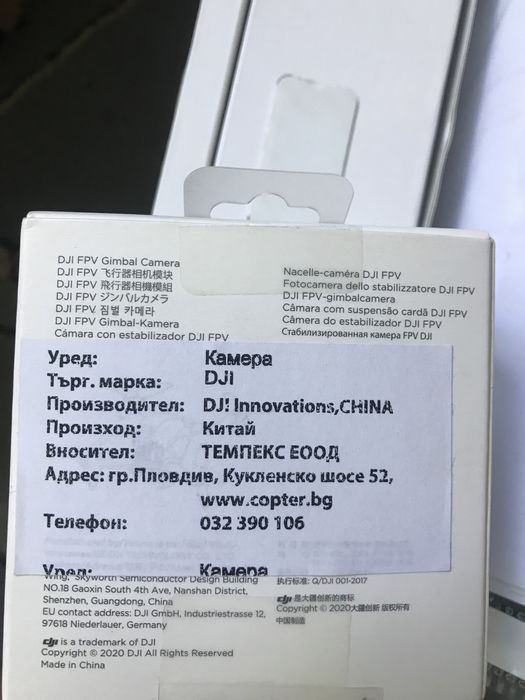 DJI FPV Gimbal Camera
DJI FPV 飞行器相机模块
DJI FPV 飛行器相機模組
DJI FPV ジンバルカメラ
DJI FPV 짐벌 카메라
DJI FPV Gimbal-Kamera
Cámara con estabilizador DJI FPV
Nacelle-caméra DJI FPV
Fotocamera dello stabilizzatore DJI FPV
DJI FPV-gimbalcamera
Câmara com suspensão cardã DJI FPV
Câmera do estabilizador DJI FPV
Стабилизированная камера FPV DJI
Уред: Камера
Търг. марка: DJI
Производител: DJI Innovations,CHINA
Произход: Китай
Вносител: ТЕМПЕКС ЕООД
Адрес: гр.Пловдив, Кукленско шосе 52,
www.copter.bg
Телефон: 032 390 106
Уред: Камера
Wing, Skyworth Semiconductor Design Building
NO.18 Gaoxin South 4th Ave, Nanshan District,
Shenzhen, Guangdong, China
EU contact address: DJI GmbH, Industriestrasse 12,
97618 Niederlauer, Germany
dji is a trademark of DJI
Copyright © 2020 DJI All Rights Reserved
Made in China
执行标准: Q/DJI 001-2017
dji 是大疆创新的商标
Copyright © 2020大疆创新 版权所有
中国制造